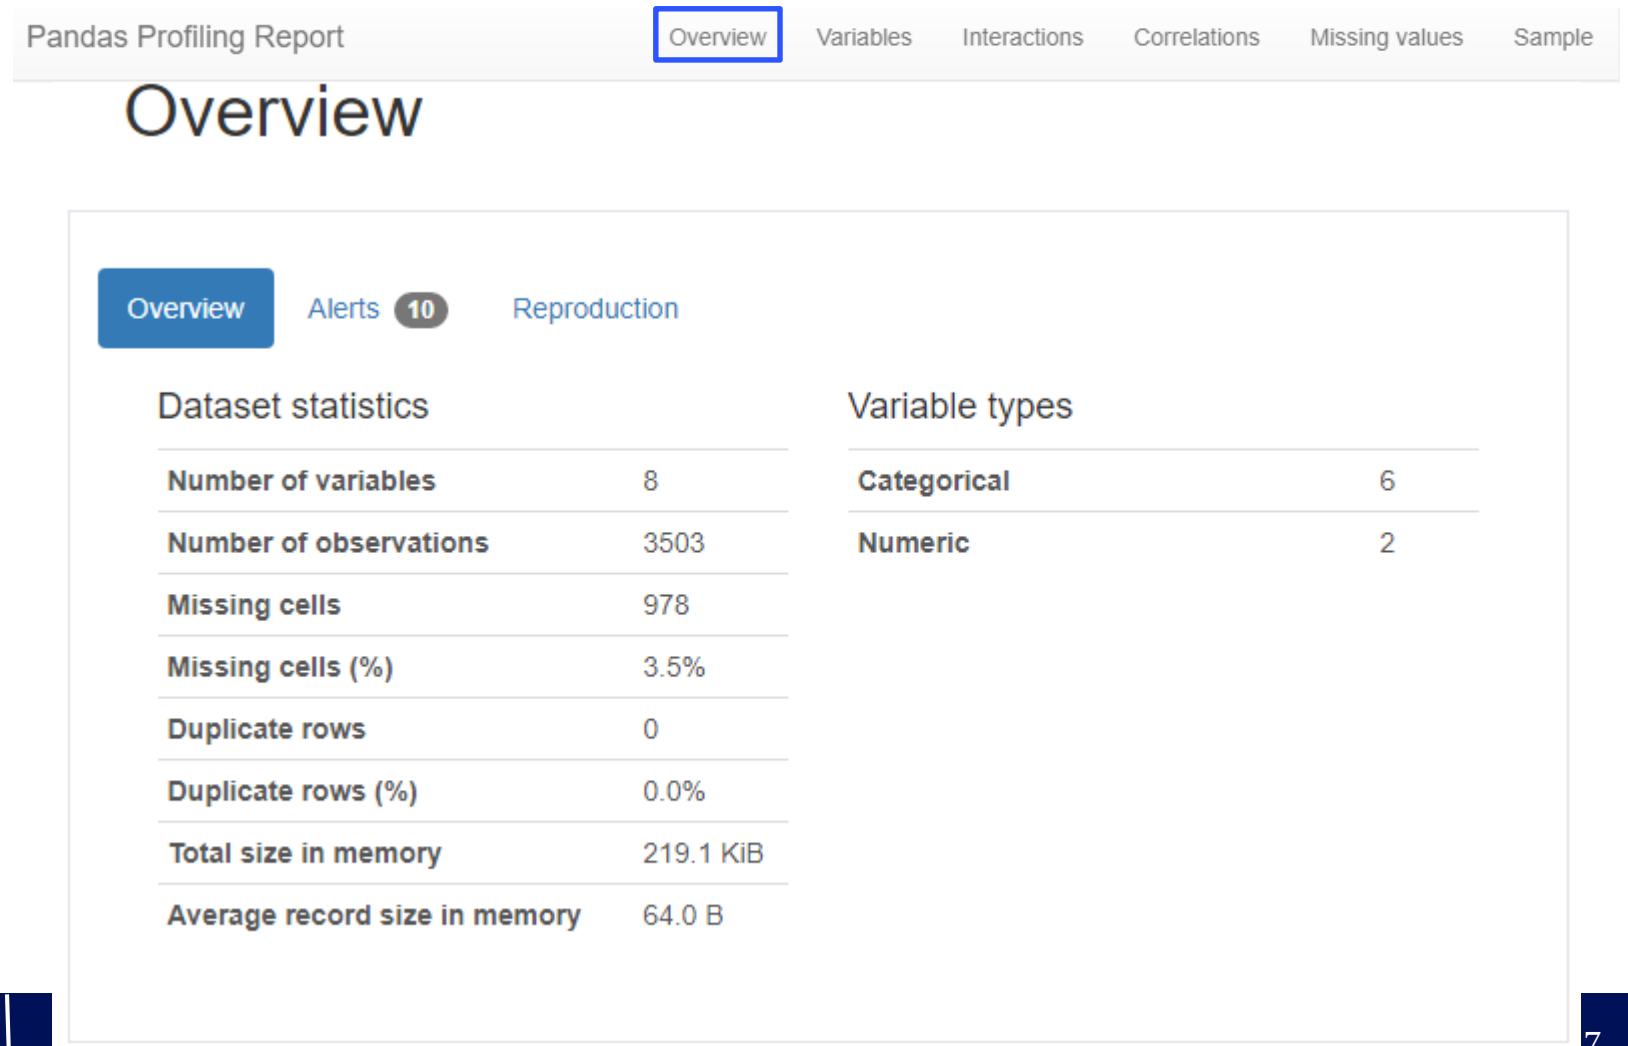 Pandas Profiling Report Overview Variables Interactions Correlations Missing values Sample
Overview
Overview Alerts 10 Reproduction
Dataset statistics
Number of variables 8
Number of observations 3503
Missing cells 978
Missing cells (%) 3.5%
Duplicate rows 0
Duplicate rows (%) 0.0%
Total size in memory 219.1 KiB
Average record size in memory 64.0 B
Variable types
Categorical 6
Numeric 2
7